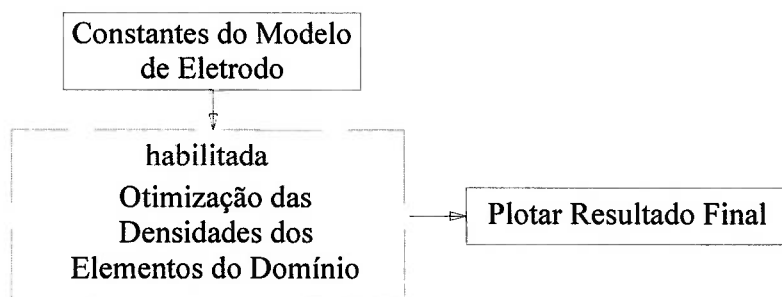 Constantes do Modelo
de Eletrodo
habilitada
Otimização das
Densidades dos
Elementos do Domínio
Plotar Resultado Final